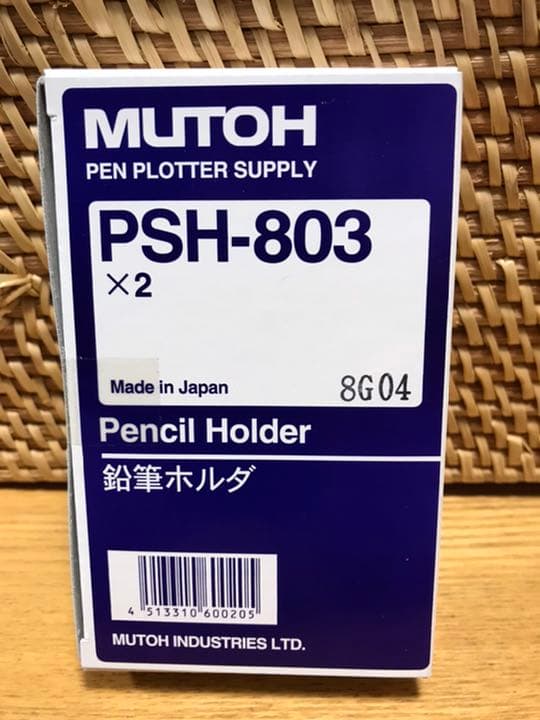 MUTOH
PEN PLOTTER SUPPLY
PSH-803
×2
Made in Japan 8G04
Pencil Holder
鉛筆ホルダ
4 513310 600205
MUTOH INDUSTRIES LTD.